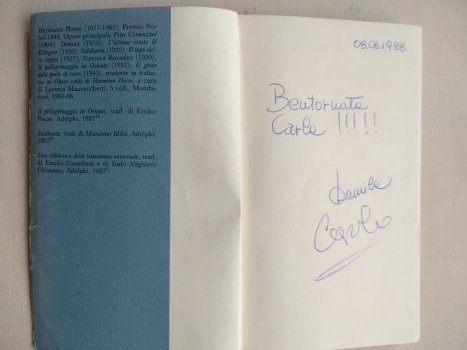 Hermann Hesse (1877-1962). Premio No-
bel 1946. Opere principali: Peter Camenzind
(1904), Demian (1919), L'ultima estate di
Klingsor (1920), Siddharta (1922), Il lupo del-
la steppa (1927), Narciso e Boccadoro (1930),
Il pellegrinaggio in Oriente (1932), Il gioco
delle perle di vetro (1943), tradotte in italia-
no in Opere scelte di Hermann Hesse, a cura
di Lavinia Mazzucchetti, 5 voll., Monda-
dori, 1961-66.
Il pellegrinaggio in Oriente, trad. di Ervino
Pocar, Adelphi, 1987
Siddharta, trad. di Massimo Mila, Adelphi,
1987
Una biblioteca della letteratura universale, trad.
di Emilio Castellani e di Italo Alighiero
Chiusano, Adelphi, 1987
08.06.1988
Bentornata
Carla !!!!!
Daniela
Carlo